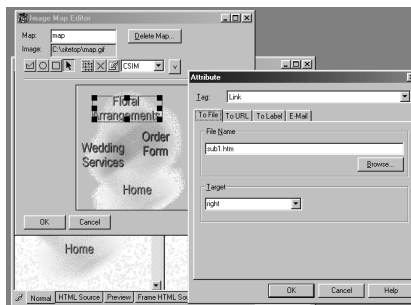 Image Map Editor
Map: map Delete Map...
Image: C:\sitetop\map.gif
CSIM
Floral
Arrangements
Wedding
Services
Order
Form
Home
OK Cancel
Home
Normal HTML Source Preview Frame HTML Sou
Attribute
Tag: Link
To File To URL To Label E-Mail
File Name
sub1.htm
Browse...
Target
right
OK Cancel Help